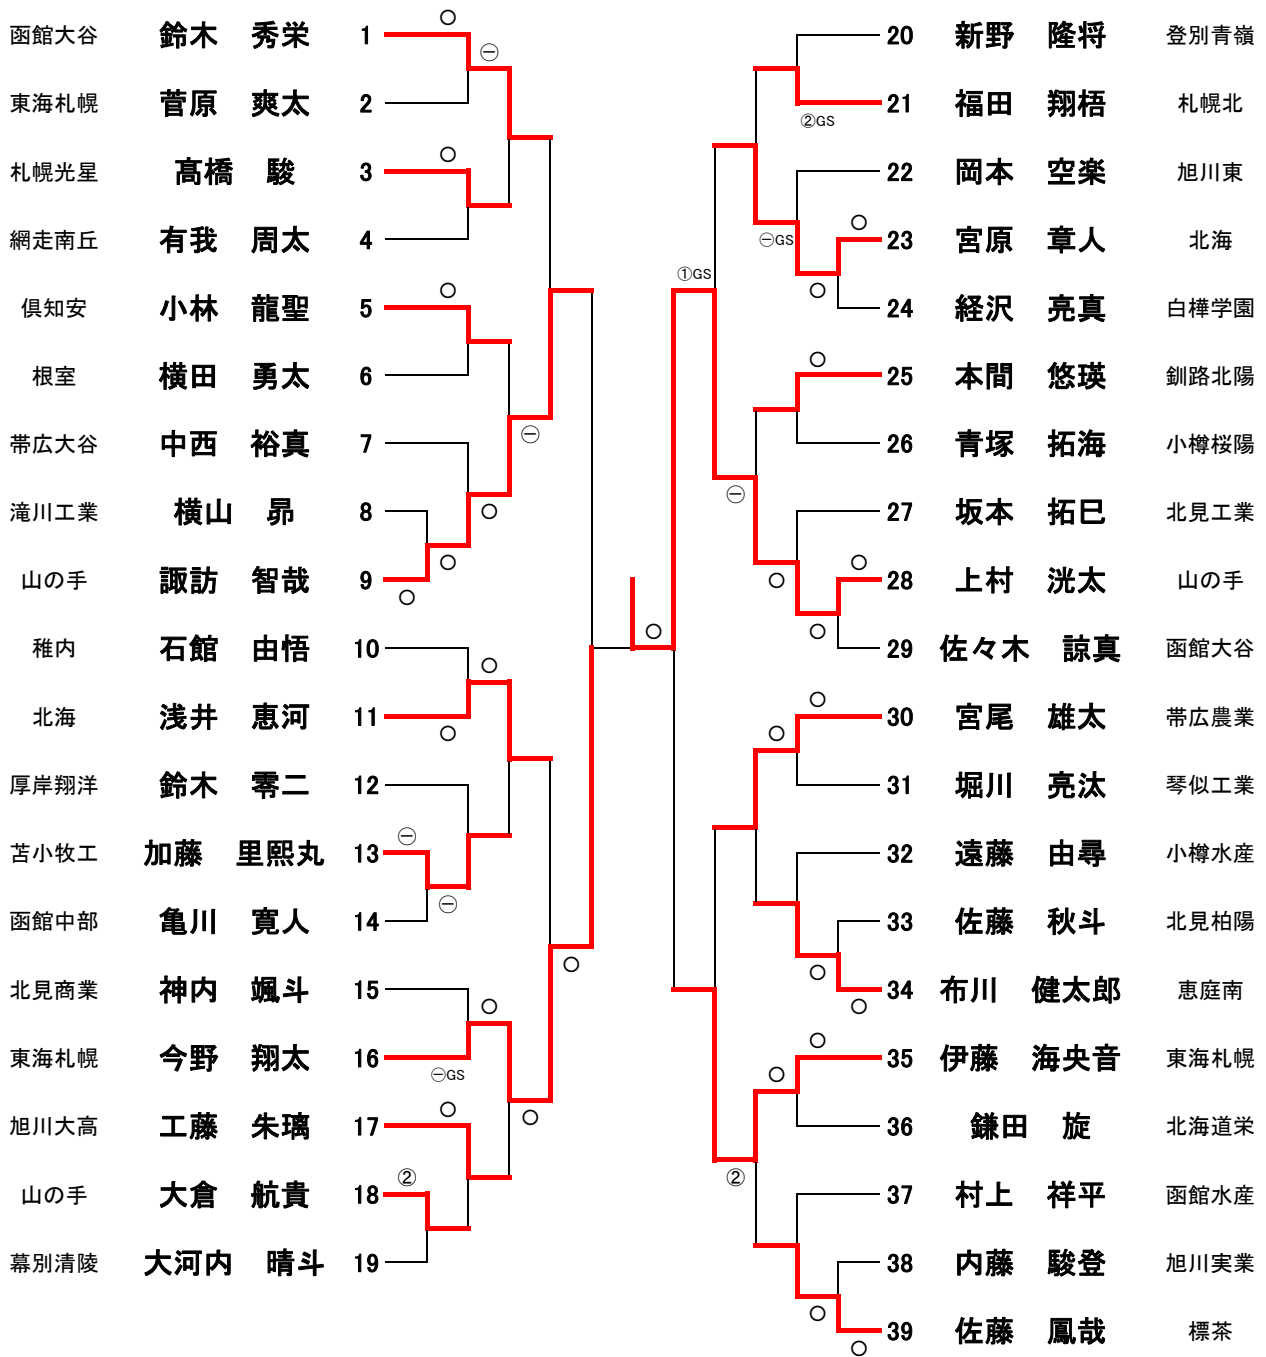 函館大谷 鈴木 秀栄 1
東海札幌 菅原 爽太 2
札幌光星 髙橋 駿 3
網走南丘 有我 周太 4
倶知安 小林 龍聖 5
根室 横田 勇太 6
帯広大谷 中西 裕真 7
滝川工業 横山 昴 8
山の手 諏訪 智哉 9
稚内 石館 由悟 10
北海 浅井 恵河 11
厚岸翔洋 鈴木 零二 12
苫小牧工 加藤 里熙丸 13
函館中部 亀川 寛人 14
北見商業 神内 颯斗 15
東海札幌 今野 翔太 16
㊀GS
旭川大高 工藤 朱璃 17
②
山の手 大倉 航貴 18
幕別清陵 大河内 晴斗 19
20 新野 隆将 登別青嶺
21 福田 翔梧 札幌北
②GS
22 岡本 空楽 旭川東
23 宮原 章人 北海
㊀GS
①GS
24 経沢 亮真 白樺学園
25 本間 悠瑛 釧路北陽
26 青塚 拓海 小樽桜陽
27 坂本 拓巳 北見工業
28 上村 洸太 山の手
29 佐々木 諒真 函館大谷
30 宮尾 雄太 帯広農業
31 堀川 亮汰 琴似工業
32 遠藤 由尋 小樽水産
33 佐藤 秋斗 北見柏陽
34 布川 健太郎 恵庭南
35 伊藤 海央音 東海札幌
36 鎌田 旋 北海道栄
②
37 村上 祥平 函館水産
38 内藤 駿登 旭川実業
39 佐藤 鳳哉 標茶